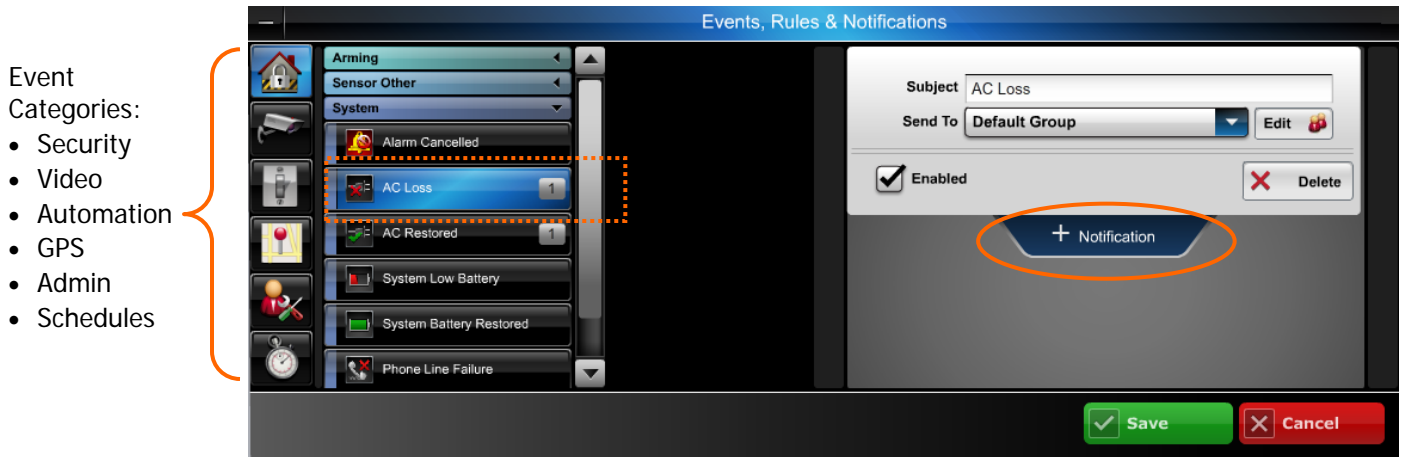 Events, Rules & Notifications
Event
Categories:
• Security
• Video
• Automation
• GPS
• Admin
• Schedules
Arming
Sensor Other
System
Alarm Cancelled
AC Loss 1
AC Restored 1
System Low Battery
System Battery Restored
Phone Line Failure
Subject AC Loss
Send To Default Group Edit
Enabled Delete
+ Notification
Save Cancel